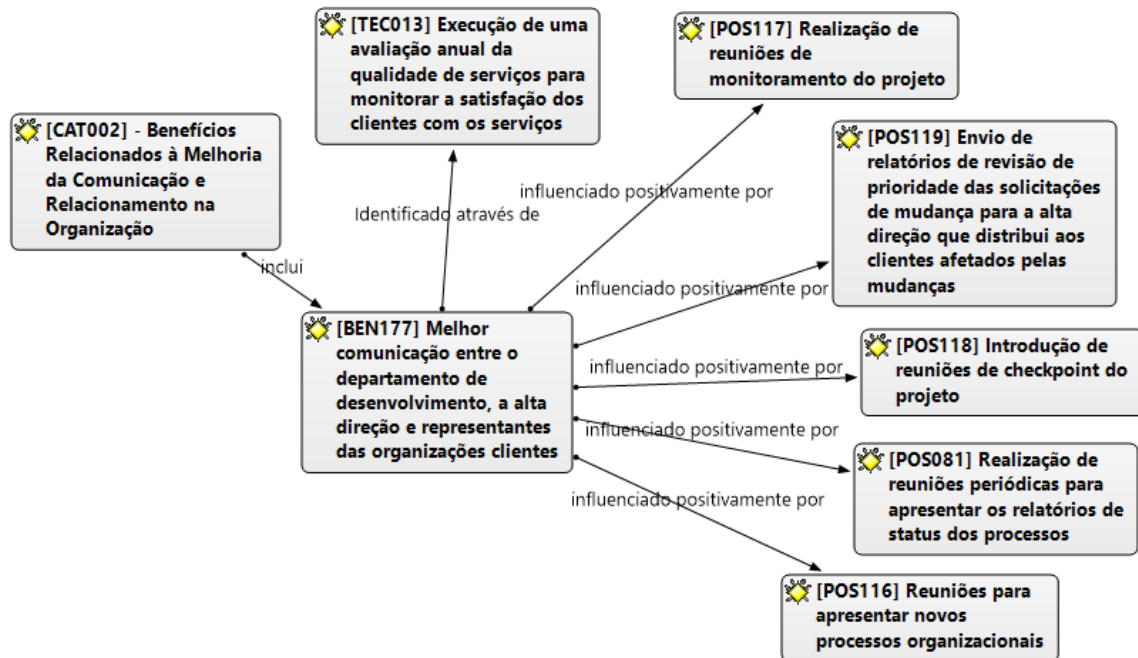 [TEC013] Execução de uma
avaliação anual da
qualidade de serviços para
monitorar a satisfação dos
clientes com os serviços
[POS117] Realização de
reuniões de
monitoramento do projeto
[CAT002] - Benefícios
Relacionados à Melhoria
da Comunicação e
Relacionamento na
Organização
[POS119] Envio de
relatórios de revisão de
prioridade das solicitações
de mudança para a alta
direção que distribui aos
clientes afetados pelas
mudanças
influenciado positivamente por
Identificado através de
inclui
influenciado positivamente por
[BEN177] Melhor
comunicação entre o
departamento de
desenvolvimento, a alta
direção e representantes
das organizações clientes
[POS118] Introdução de
reuniões de checkpoint do
projeto
influenciado positivamente por
influenciado positivamente por
[POS081] Realização de
reuniões periódicas para
apresentar os relatórios de
status dos processos
influenciado positivamente por
[POS116] Reuniões para
apresentar novos
processos organizacionais